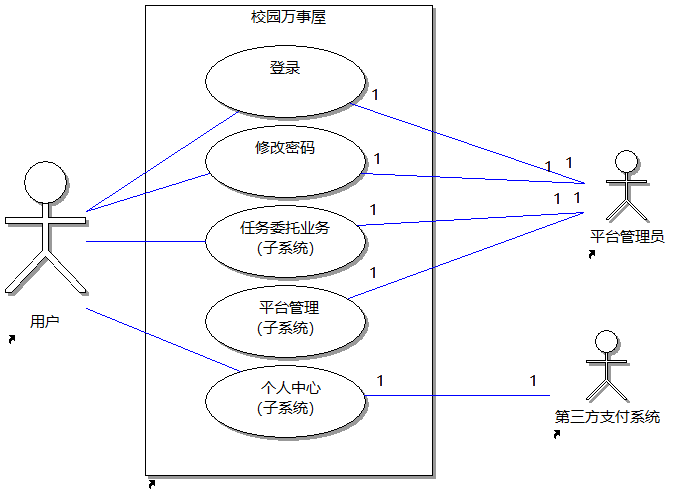 校园万事屋
登录
1
修改密码
1
1
1
任务委托业务
(子系统)
1
1
1
平台管理员
平台管理
(子系统)
1
用户
个人中心
(子系统)
1
1
第三方支付系统